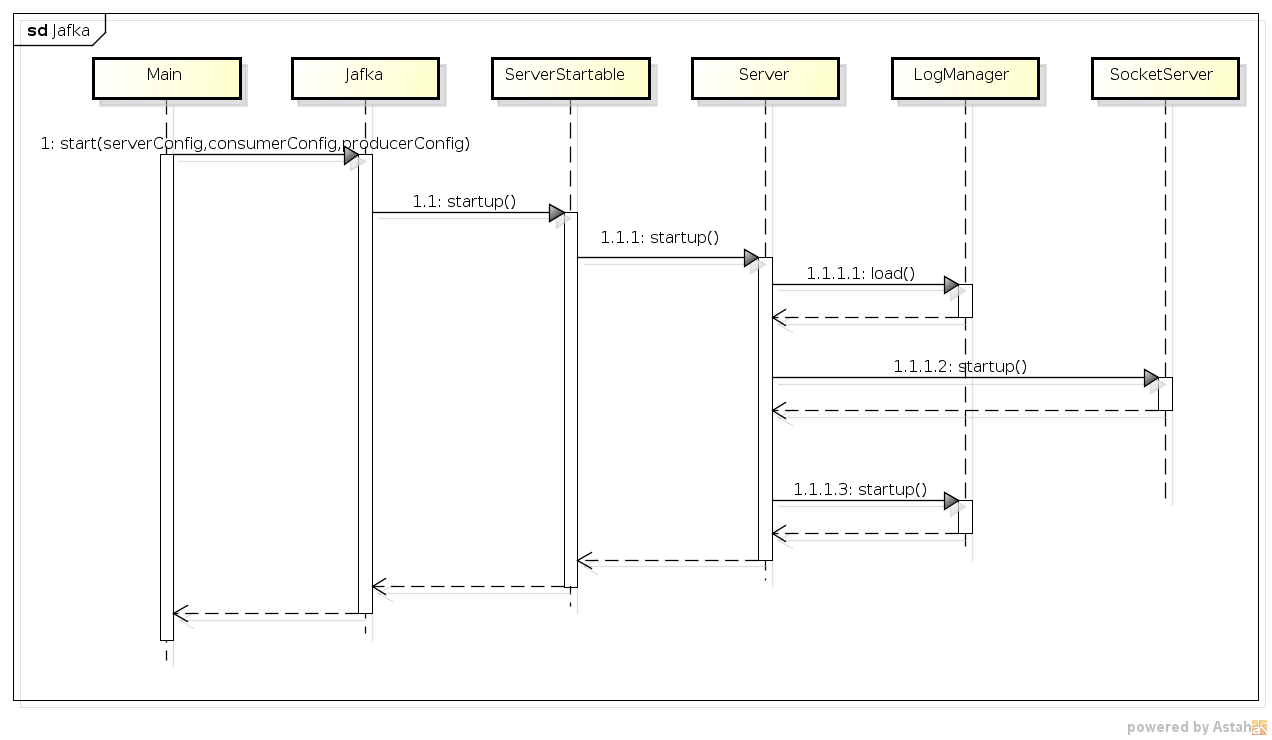 sd Jafka
Main
Jafka
ServerStartable
Server
LogManager
SocketServer
1: start(serverConfig,consumerConfig,producerConfig)
1.1: startup()
1.1.1: startup()
1.1.1.1: load()
1.1.1.2: startup()
1.1.1.3: startup()
powered by Astah